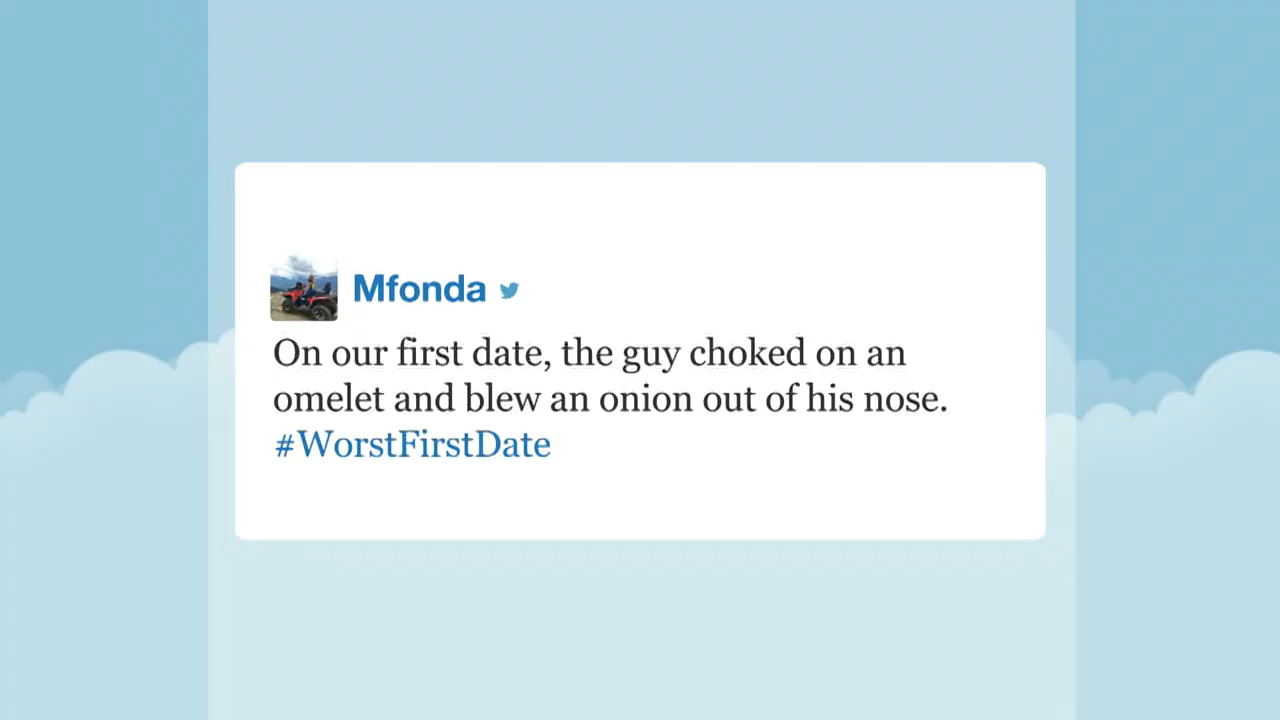 Mfonda
On our first date, the guy choked on an
omelet and blew an onion out of his nose.
#WorstFirstDate